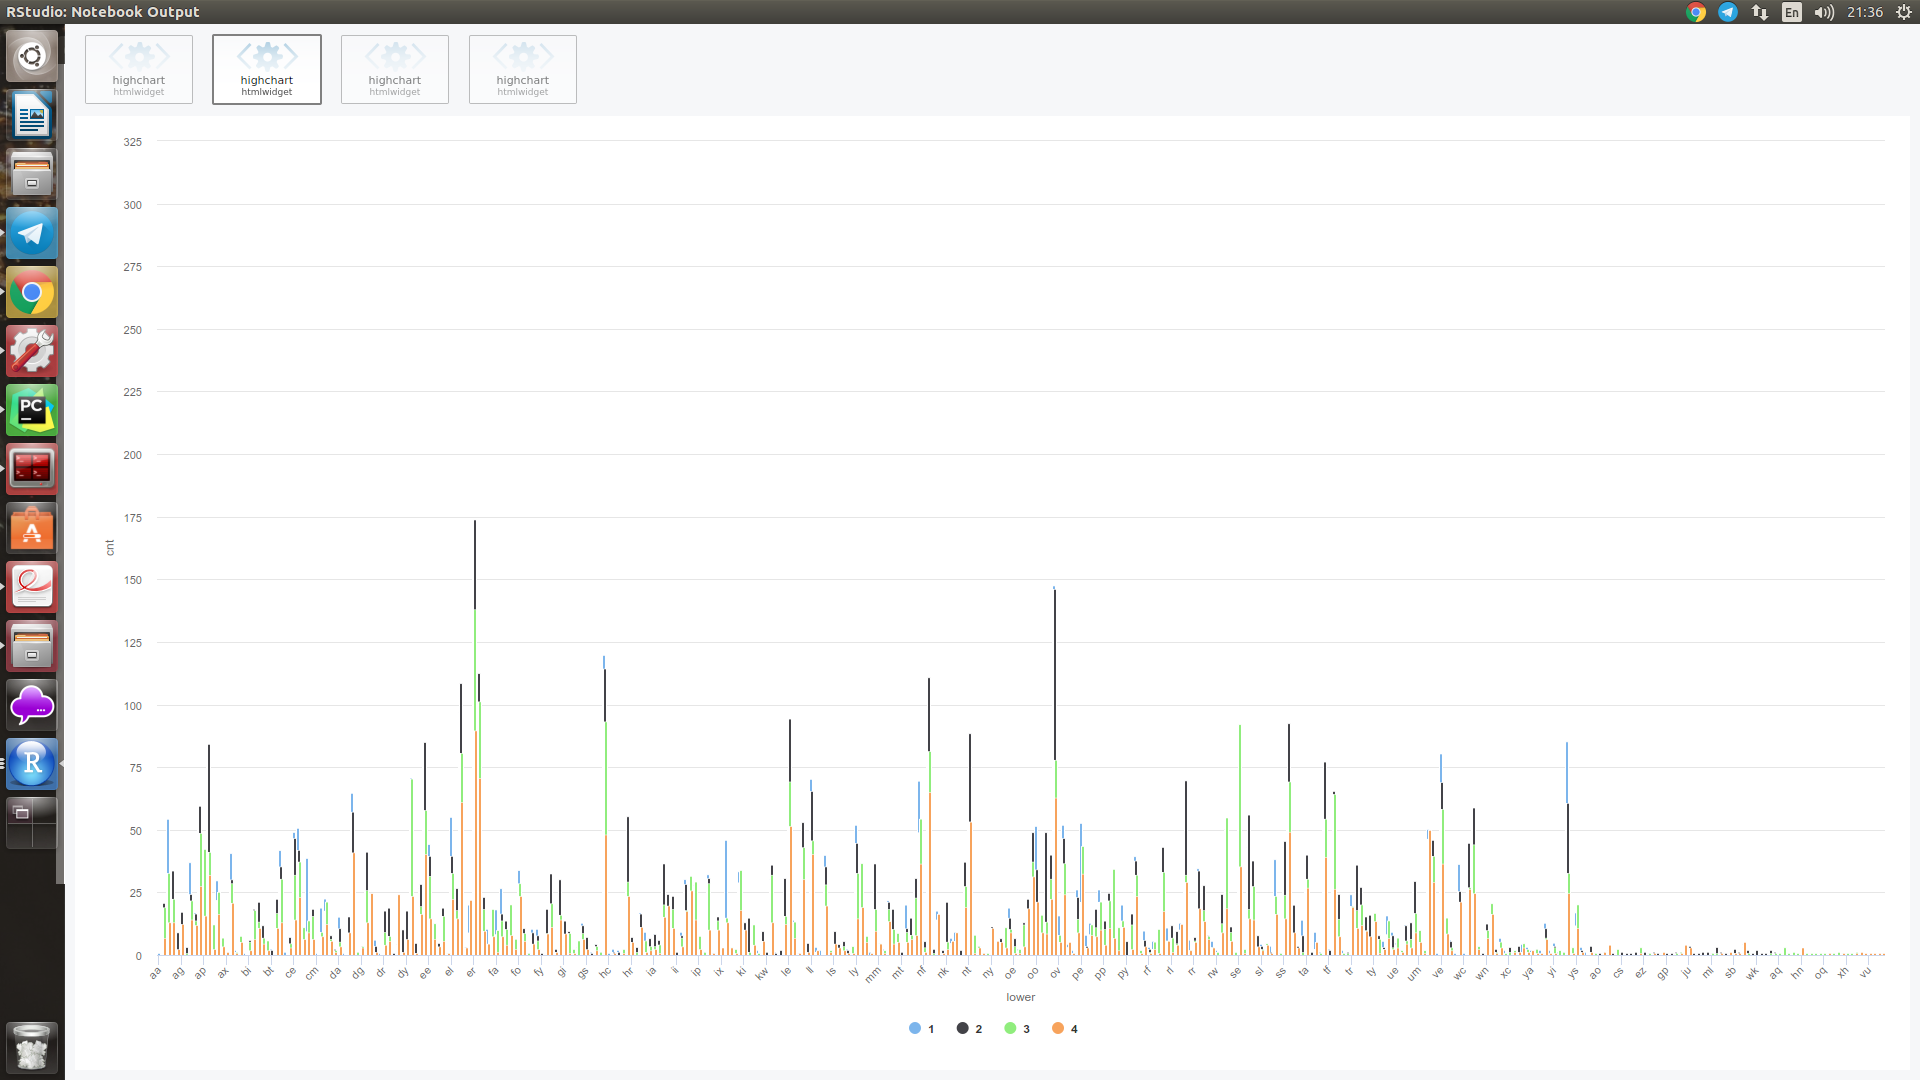 RStudio: Notebook Output
En
21:36
highchart
htmlwidget
highchart
htmlwidget
highchart
htmlwidget
highchart
htmlwidget
325
300
275
250
225
200
175
150
125
100
75
50
25
0
cnt
aa ag ap ax bi bt ce cm da dg dr dy ee el er fa fo fy gi gs hc hr ia ii ip ix ki kw le ll ls ly mm mt nf nk nt ny oe oo ov pe pp py rf rl rr rw se sl ss ta tf tr ty ue um ve wc wn xc ya yi ys ao cs ez gp ju ml sb wk aq hn oq xh vu
lower
1 2 3 4
PC
A
R